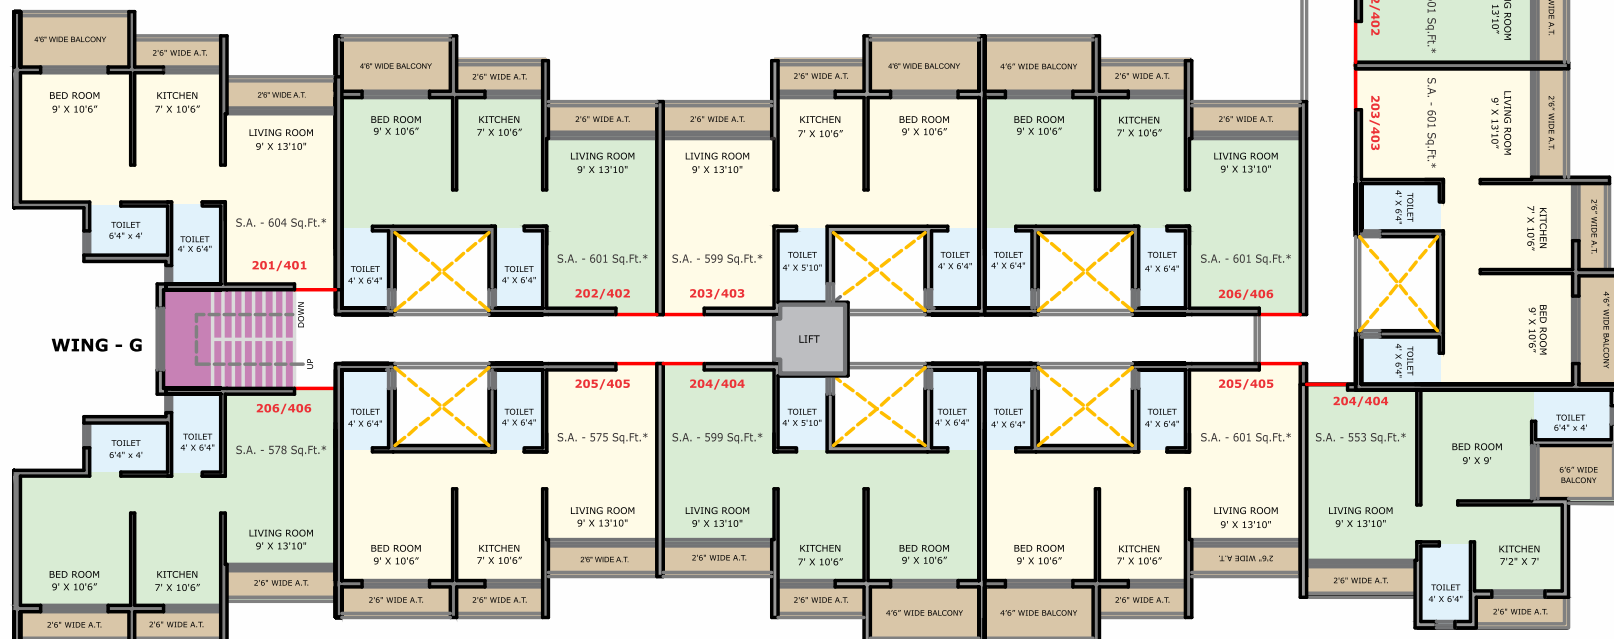 4'6" WIDE BALCONY
2'6" WIDE A.T.
2'6" WIDE A.T.
BED ROOM
9' X 10'6"
KITCHEN
7' X 10'6"
LIVING ROOM
9' X 13'10"
TOILET
6'4" x 4'
TOILET
4' X 6'4"
S.A. - 604 Sq.Ft.*
201/401
4'6" WIDE BALCONY
2'6" WIDE A.T.
2'6" WIDE A.T.
BED ROOM
9' X 10'6"
KITCHEN
7' X 10'6"
LIVING ROOM
9' X 13'10"
TOILET
4' X 6'4"
TOILET
4' X 6'4"
S.A. - 601 Sq.Ft.*
202/402
2'6" WIDE A.T.
2'6" WIDE A.T.
4'6" WIDE BALCONY
LIVING ROOM
9' X 13'10"
KITCHEN
7' X 10'6"
BED ROOM
9' X 10'6"
S.A. - 599 Sq.Ft.*
203/403
TOILET
4' X 5'10"
TOILET
4' X 6'4"
4'6" WIDE BALCONY
2'6" WIDE A.T.
2'6" WIDE A.T.
BED ROOM
9' X 10'6"
KITCHEN
7' X 10'6"
LIVING ROOM
9' X 13'10"
TOILET
4' X 6'4"
TOILET
4' X 6'4"
S.A. - 601 Sq.Ft.*
206/406
2/402
01 Sq.Ft.*
NG ROOM
13'10"
2'6" WIDE A.T.
203/403
S.A. - 601 Sq.Ft.*
LIVING ROOM
9' X 13'10"
2'6" WIDE A.T.
TOILET
4' X 6'4"
KITCHEN
7' X 10'6"
2'6" WIDE A.T.
BED ROOM
9' X 10'6"
4'6" WIDE BALCONY
TOILET
4' X 6'4"
WING - G
DOWN
UP
LIFT
206/406
TOILET
6'4" x 4'
TOILET
4' X 6'4"
S.A. - 578 Sq.Ft.*
LIVING ROOM
9' X 13'10"
BED ROOM
9' X 10'6"
KITCHEN
7' X 10'6"
2'6" WIDE A.T.
2'6" WIDE A.T.
2'6" WIDE A.T.
205/405
TOILET
4' X 6'4"
TOILET
4' X 6'4"
S.A. - 575 Sq.Ft.*
LIVING ROOM
9' X 13'10"
BED ROOM
9' X 10'6"
KITCHEN
7' X 10'6"
2'6" WIDE A.T.
2'6" WIDE A.T.
2'6" WIDE A.T.
204/404
S.A. - 599 Sq.Ft.*
TOILET
4' X 5'10"
TOILET
4' X 6'4"
LIVING ROOM
9' X 13'10"
KITCHEN
7' X 10'6"
BED ROOM
9' X 10'6"
2'6" WIDE A.T.
2'6" WIDE A.T.
4'6" WIDE BALCONY
205/405
TOILET
4' X 6'4"
TOILET
4' X 6'4"
S.A. - 601 Sq.Ft.*
LIVING ROOM
9' X 13'10"
BED ROOM
9' X 10'6"
KITCHEN
7' X 10'6"
2'6" WIDE A.T.
4'6" WIDE BALCONY
2'6" WIDE A.T.
204/404
S.A. - 553 Sq.Ft.*
TOILET
6'4" x 4'
BED ROOM
9' X 9'
6'6" WIDE
BALCONY
LIVING ROOM
9' X 13'10"
KITCHEN
7'2" X 7'
2'6" WIDE A.T.
TOILET
4' X 6'4"
2'6" WIDE A.T.